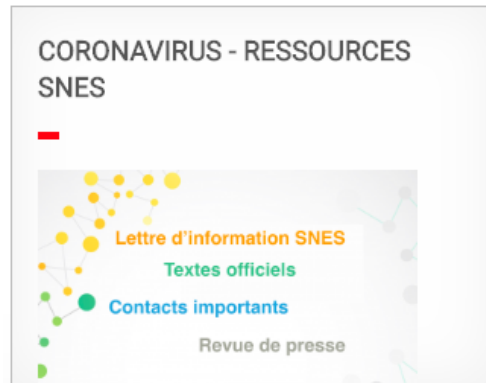 CORONAVIRUS - RESSOURCES
SNES
Lettre d'information SNES
Textes officiels
Contacts importants
Revue de presse